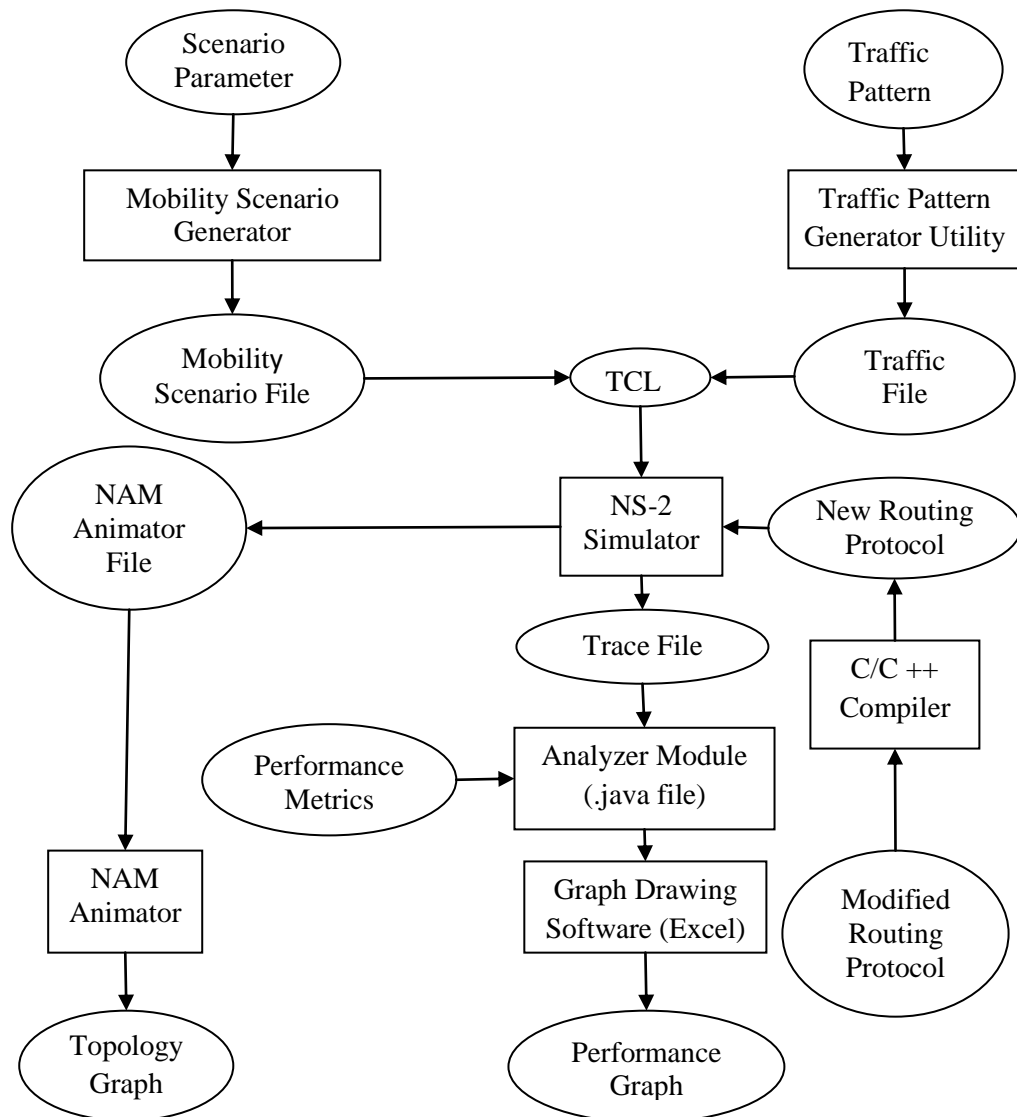 Scenario
Parameter
Traffic
Pattern
Mobility Scenario
Generator
Traffic Pattern
Generator Utility
Mobility
Scenario File
TCL
Traffic
File
NAM
Animator
File
NS-2
Simulator
New Routing
Protocol
Trace File
C/C ++
Compiler
Performance
Metrics
Analyzer Module
(.java file)
NAM
Animator
Graph Drawing
Software (Excel)
Modified
Routing
Protocol
Topology
Graph
Performance
Graph